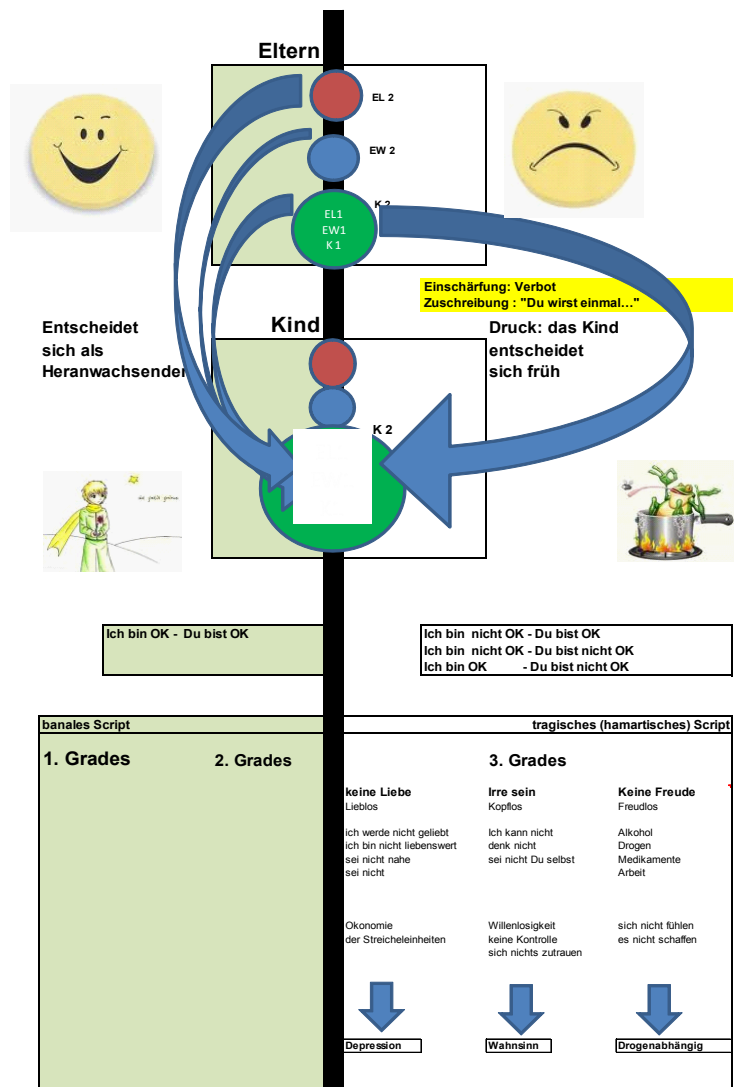 Eltern
EL 2
EW 2
K 2
EL1
EW1
K 1
Einschärfung: Verbot
Zuschreibung : "Du wirst einmal..."
Entscheidet
sich als
Heranwachsender
Kind
Druck: das Kind
entscheidet
sich früh
K 2
le petit prince
Ich bin OK - Du bist OK
Ich bin nicht OK - Du bist OK
Ich bin nicht OK - Du bist nicht OK
Ich bin OK - Du bist nicht OK
banales Script
tragisches (hamartisches) Script
1. Grades
2. Grades
3. Grades
keine Liebe
Lieblos
ich werde nicht geliebt
ich bin nicht liebenswert
sei nicht nahe
sei nicht
Okonomie
der Streicheleinheiten
Depression
Irre sein
Kopflos
Ich kann nicht
denk nicht
sei nicht Du selbst
Willenlosigkeit
keine Kontrolle
sich nichts zutrauen
Wahnsinn
Keine Freude
Freudlos
Alkohol
Drogen
Medikamente
Arbeit
sich nicht fühlen
es nicht schaffen
Drogenabhängig